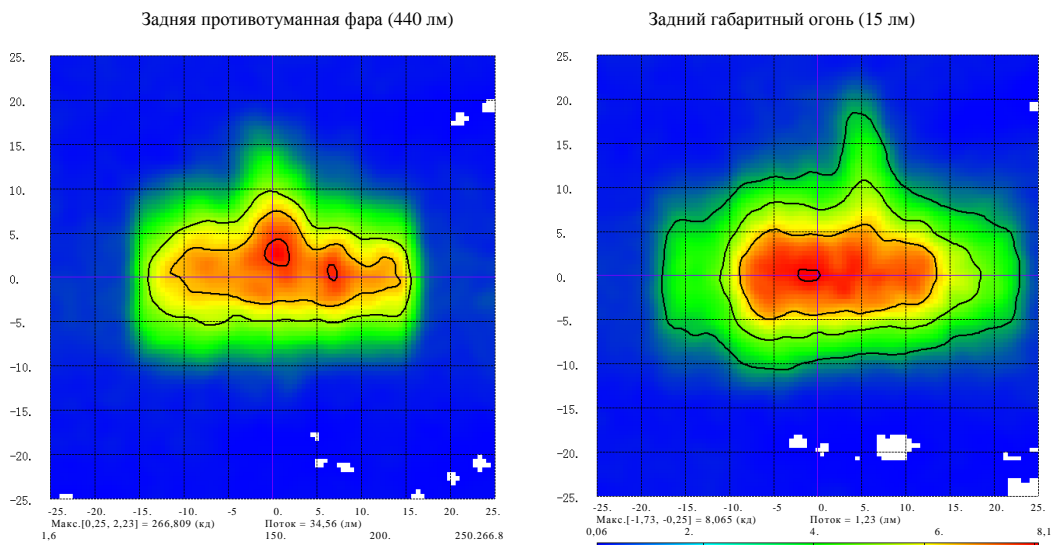 Задняя противотуманная фара (440 лм)
25.
20.
15.
10.
5.
0.
-5.
-10.
-15.
-20.
-25.
-25. -20. -15. -10. -5. 0. 5. 10. 15. 20. 25.
Макс.[0,25, 2,23] = 266,809 (кд) Поток = 34,56 (лм)
1,6 150. 200. 250.266.8
Задний габаритный огонь (15 лм)
25.
20.
15.
10.
5.
0.
-5.
-10.
-15.
-20.
-25.
-25. -20. -15. -10. -5. 0. 5. 10. 15. 20. 25.
Макс.[-1,73, -0,25] = 8,065 (кд) Поток = 1,23 (лм)
0,06 2. 4. 6. 8,1